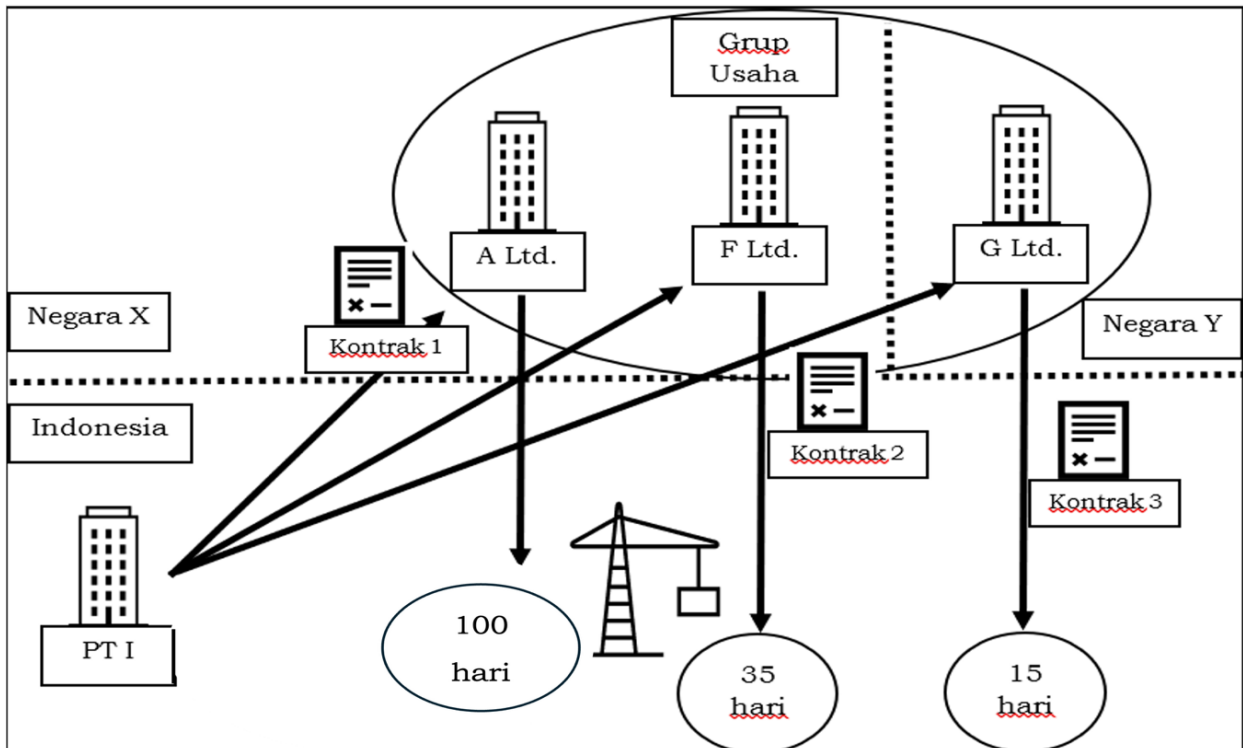 Grup
Usaha
A Ltd.
F Ltd.
G Ltd.
Negara X
Kontrak 1
Negara Y
Indonesia
Kontrak 2
Kontrak 3
PT I
100
hari
35
hari
15
hari